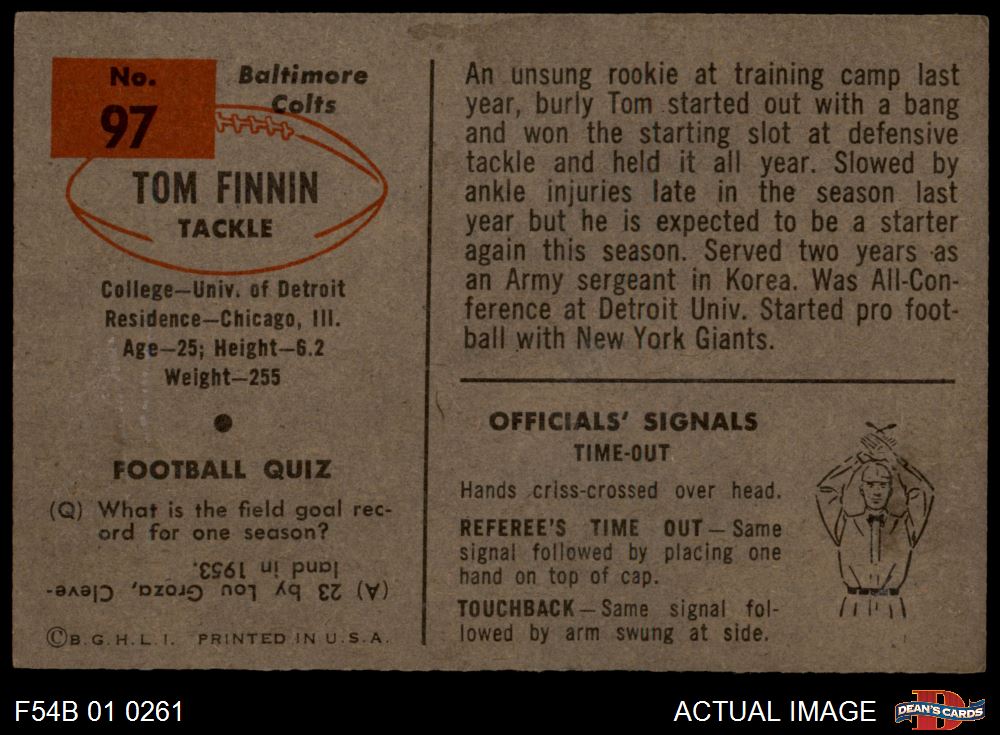 No.
97
Baltimore
Colts
TOM FINNIN
TACKLE
College—Univ. of Detroit
Residence—Chicago, Ill.
Age—25; Height—6.2
Weight—255
FOOTBALL QUIZ
(Q) What is the field goal rec-
ord for one season?
(A) 23 by Lou Groza, Cleve-
land in 1953.
©B.G.H.L.I. PRINTED IN U.S.A.
An unsung rookie at training camp last
year, burly Tom started out with a bang
and won the starting slot at defensive
tackle and held it all year. Slowed by
ankle injuries late in the season last
year but he is expected to be a starter
again this season. Served two years as
an Army sergeant in Korea. Was All-Con-
ference at Detroit Univ. Started pro foot-
ball with New York Giants.
OFFICIALS' SIGNALS
TIME-OUT
Hands criss-crossed over head.
REFEREE'S TIME OUT—Same
signal followed by placing one
hand on top of cap.
TOUCHBACK—Same signal fol-
lowed by arm swung at side.
F54B 01 0261
ACTUAL IMAGE
D
DEAN'S CARDS